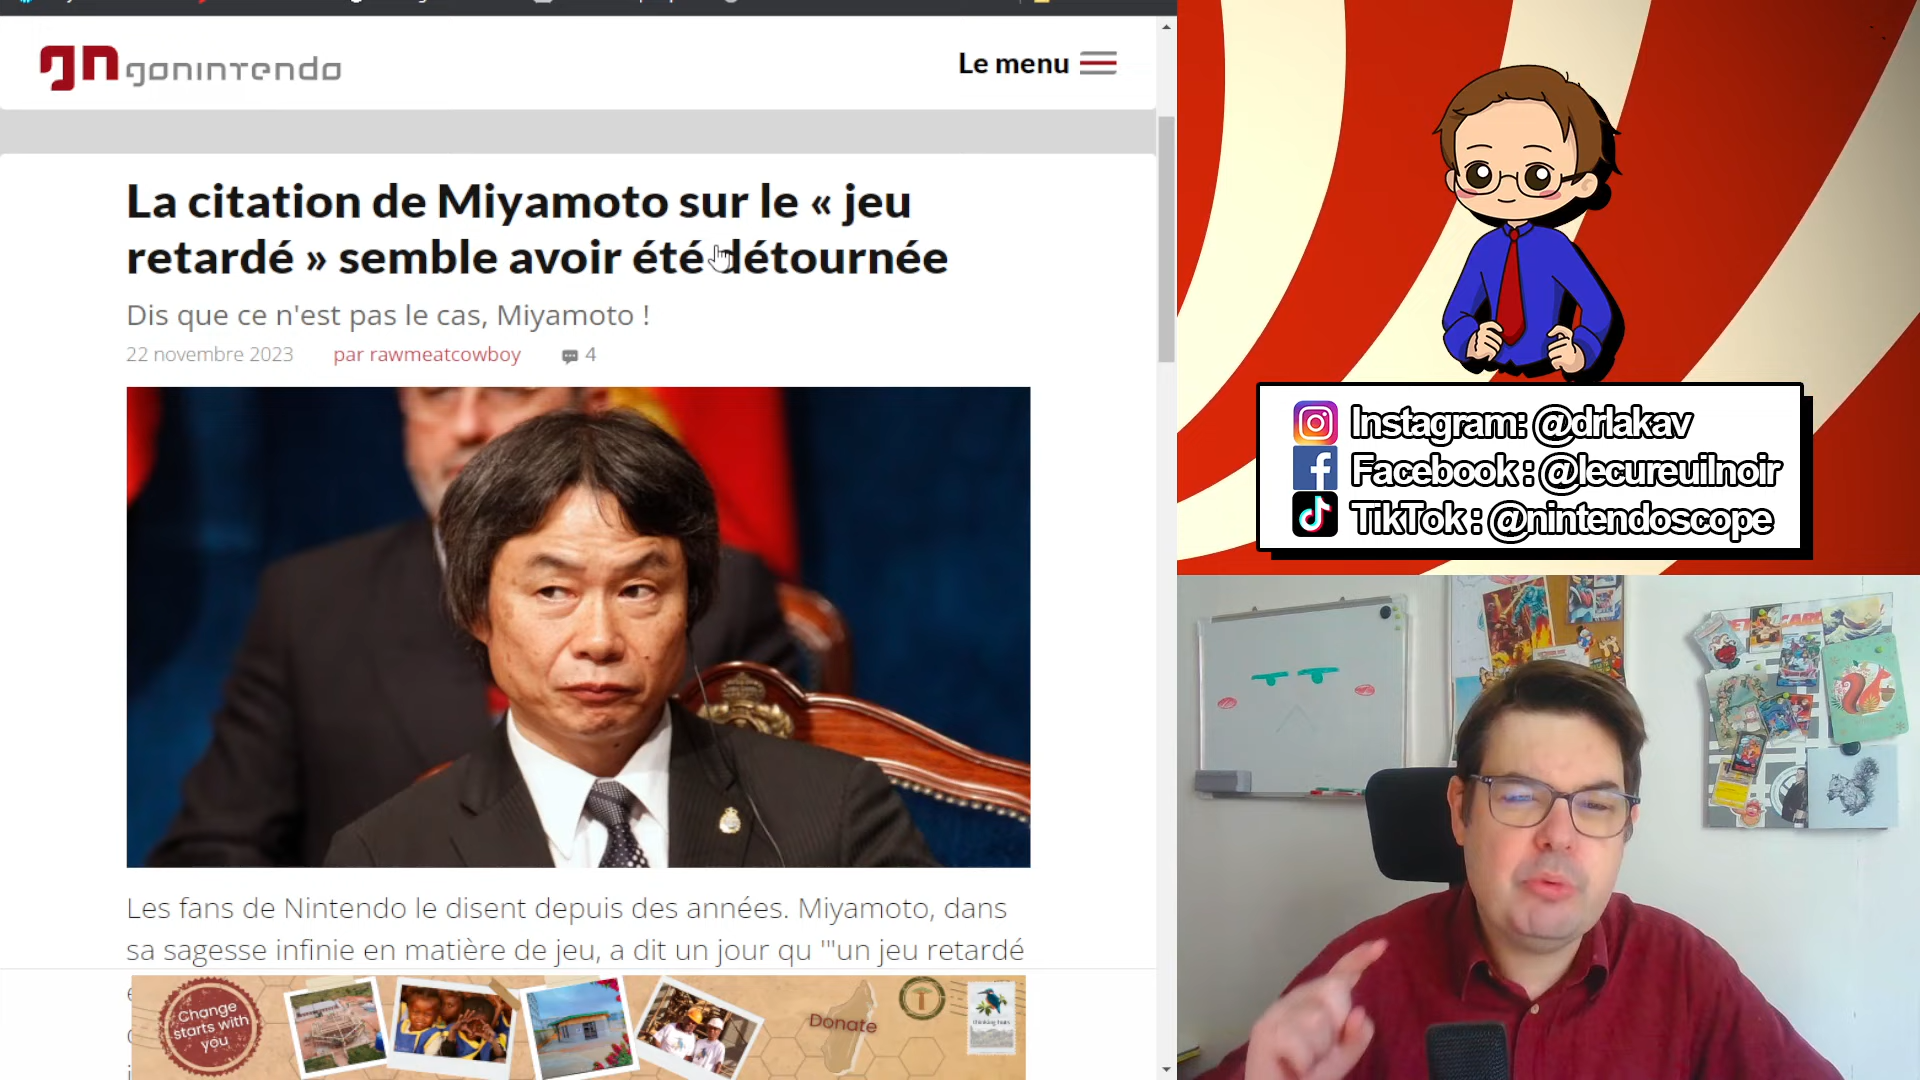 gn gonintendo
Le menu
La citation de Miyamoto sur le « jeu
retardé » semble avoir été détournée
Dis que ce n'est pas le cas, Miyamoto !
22 novembre 2023 par rawmeatcowboy 4
Les fans de Nintendo le disent depuis des années. Miyamoto, dans
sa sagesse infinie en matière de jeu, a dit un jour qu '"un jeu retardé
Change
starts with
you
Donate
Instagram: @drlakav
Facebook : @lecureuilnoir
TikTok : @nintendoscope